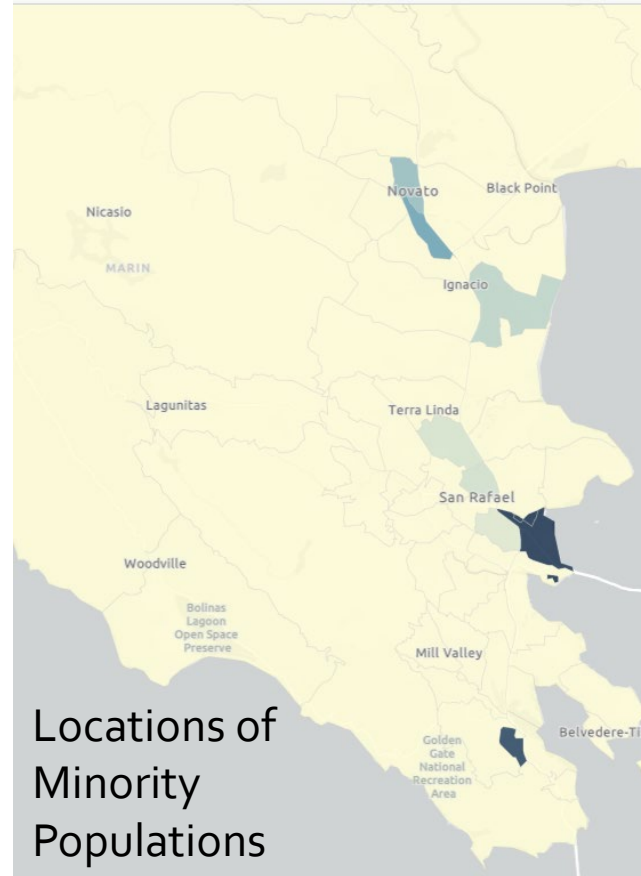 Novato
Black Point
Nicasio
MARIN
Ignacio
Lagunitas
Terra Linda
San Rafael
Woodville
Bolinas
Lagoon
Open Space
Preserve
Mill Valley
Belvedere-Ti
Golden
Gate
National
Recreation
Area
Locations of
Minority
Populations